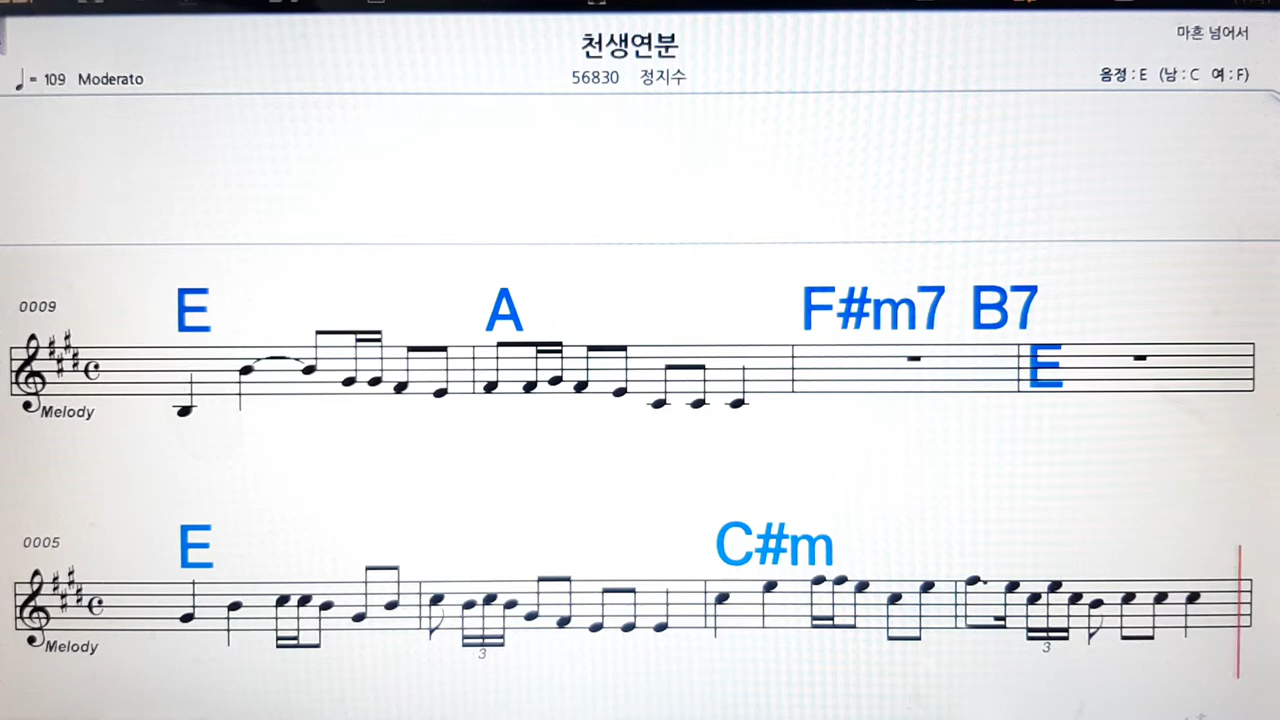 천생연분
마흔 넘어서
♩= 109 Moderato
56830 정지수
음정 : E (남 : C 여 : F)
0009
E A F#m7 B7
E
Melody
0005
E C#m
Melody
3 3